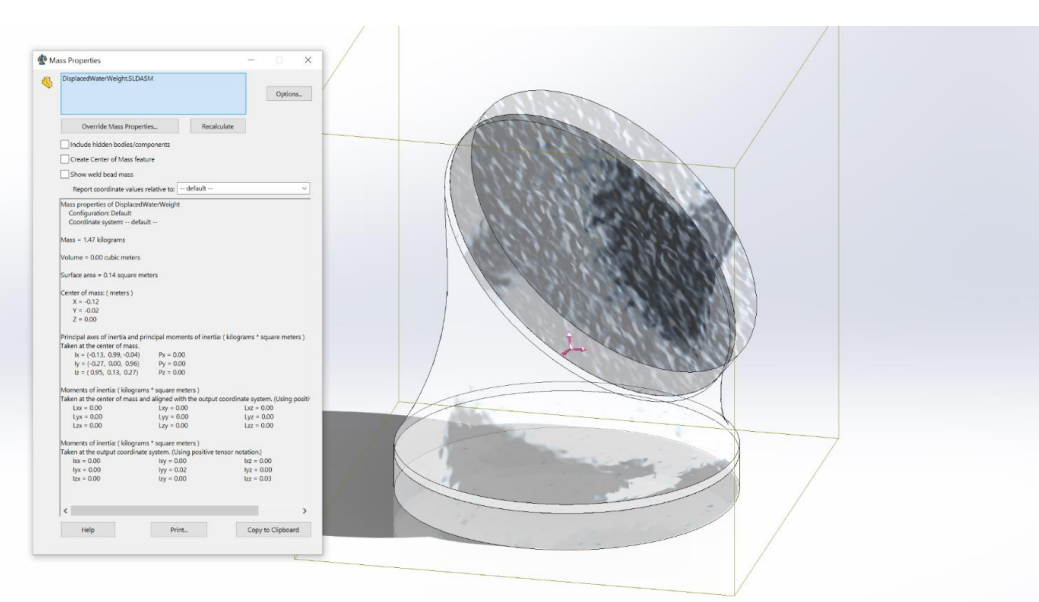 Mass Properties
DisplacedWaterWeight.SLDASM
Options...
Override Mass Properties...
Recalculate
Include hidden bodies/components
Create Center of Mass feature
Show weld bead mass
Report coordinate values relative to: -- default --
Mass properties of DisplacedWaterWeight
Configuration: Default
Coordinate system: -- default --
Mass = 1.47 kilograms
Volume = 0.00 cubic meters
Surface area = 0.14 square meters
Center of mass: ( meters )
X = -0.12
Y = -0.02
Z = 0.00
Principal axes of inertia and principal moments of inertia: ( kilograms * square meters )
Taken at the center of mass.
Ix = (-0.13, 0.99, -0.04) Px = 0.00
Iy = (-0.27, 0.00, 0.96) Py = 0.00
Iz = ( 0.95, 0.13, 0.27) Pz = 0.00
Moments of inertia: ( kilograms * square meters )
Taken at the center of mass and aligned with the output coordinate system. (Using positi
Lxx = 0.00 Lxy = 0.00 Lxz = 0.00
Lyx = 0.00 Lyy = 0.00 Lyz = 0.00
Lzx = 0.00 Lzy = 0.00 Lzz = 0.00
Moments of inertia: ( kilograms * square meters )
Taken at the output coordinate system. (Using positive tensor notation.)
Ixx = 0.00 Ixy = 0.00 Ixz = 0.00
Iyx = 0.00 Iyy = 0.02 Iyz = 0.00
Izx = 0.00 Izy = 0.00 Izz = 0.03
Help
Print...
Copy to Clipboard